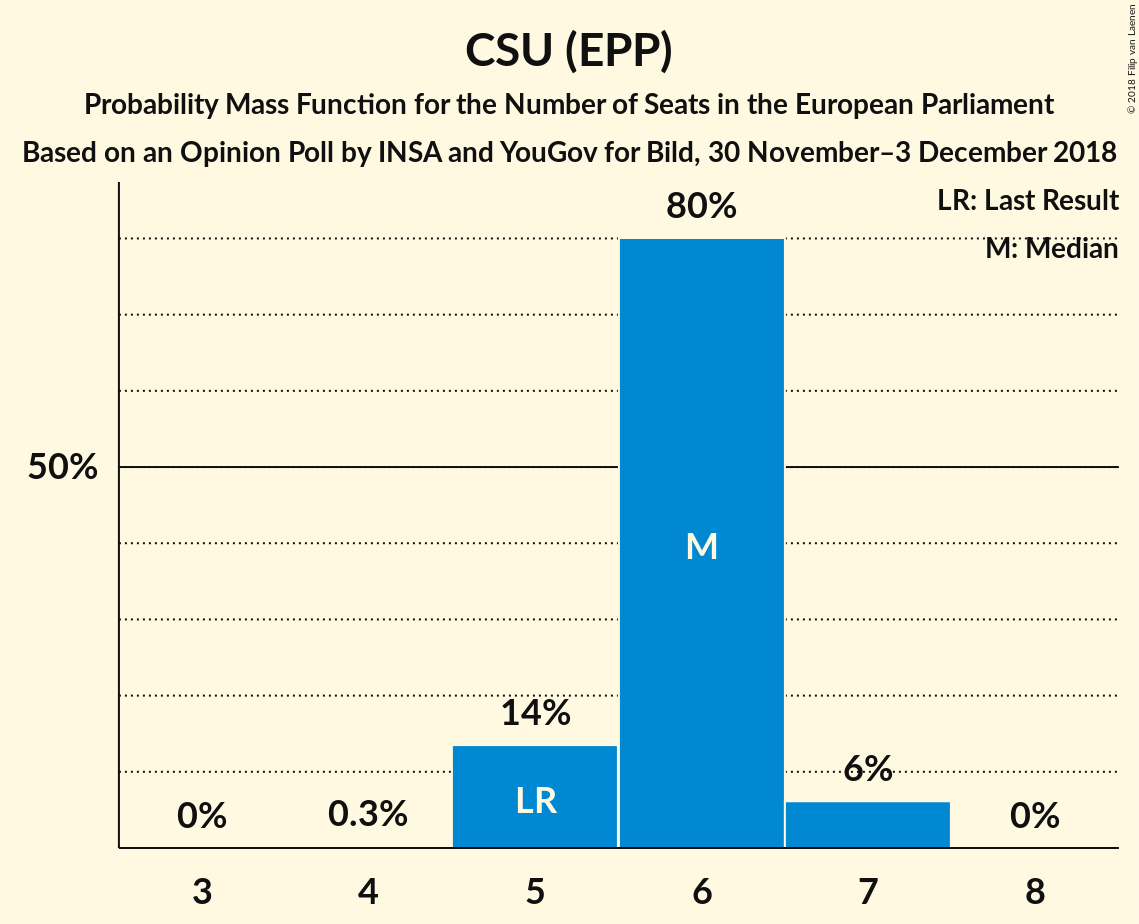 CSU (EPP)
Probability Mass Function for the Number of Seats in the European Parliament
Based on an Opinion Poll by INSA and YouGov for Bild, 30 November–3 December 2018
© 2018 Filip van Laenen
LR: Last Result
M: Median
80%
50%
M
14%
LR
6%
0%
0.3%
0%
3
4
5
6
7
8